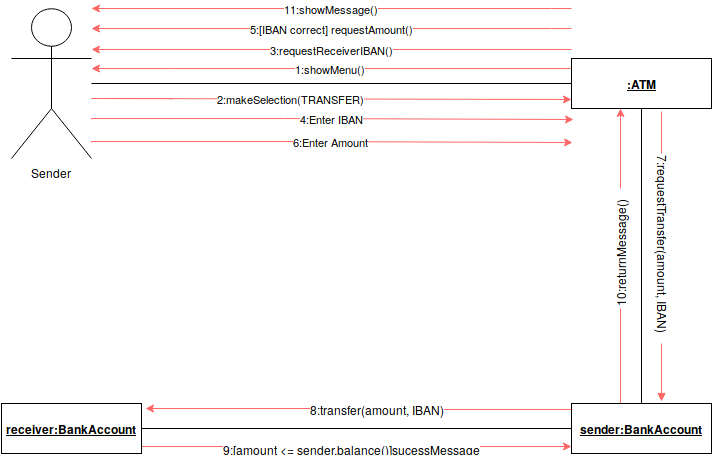 11:showMessage()
5:[IBAN correct] requestAmount()
3:requestReceiverIBAN()
1:showMenu()
:ATM
2:makeSelection(TRANSFER)
4:Enter IBAN
6:Enter Amount
Sender
7:requestTransfer(amount, IBAN)
10:returnMessage()
8:transfer(amount, IBAN)
receiver:BankAccount
sender:BankAccount
9:[amount <= sender.balance()]sucessMessage